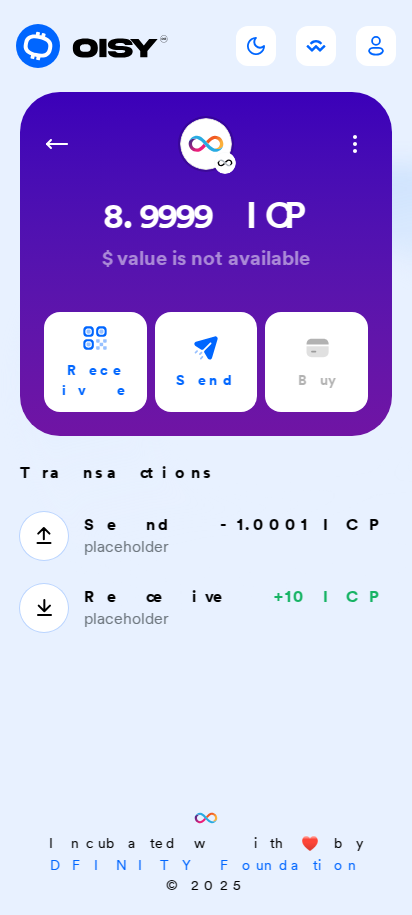 OISY
8.9999 ICP
$ value is not available
Receive
Send
Buy
Transactions
Send -1.0001 ICP
placeholder
Receive +10 ICP
placeholder
Incubated with ❤️ by
DFINITY Foundation
© 2025